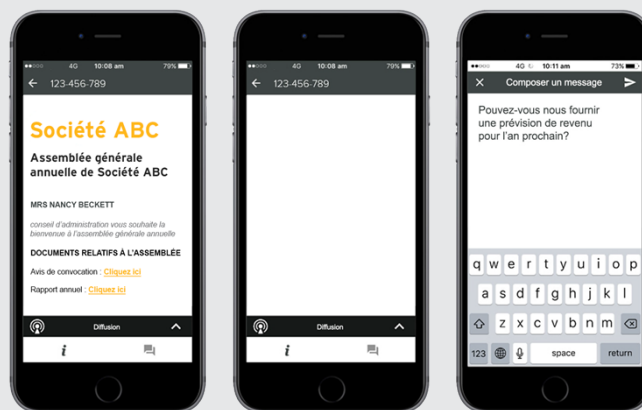 4G 10:08 am 79%
123-456-789
Société ABC
Assemblée générale
annuelle de Société ABC
MRS NANCY BECKETT
conseil d'administration vous souhaite la
bienvenue à l'assemblée générale annuelle
DOCUMENTS RELATIFS À L'ASSEMBLÉE
Avis de convocation : Cliquez ici
Rapport annuel : Cliquez ici
Diffusion
i
4G 10:08 am 79%
123-456-789
Diffusion
i
4G 10:11 am 73%
Composer un message
Pouvez-vous nous fournir
une prévision de revenu
pour l'an prochain?
q w e r t y u i o p
a s d f g h j k l
z x c v b n m
123 space return